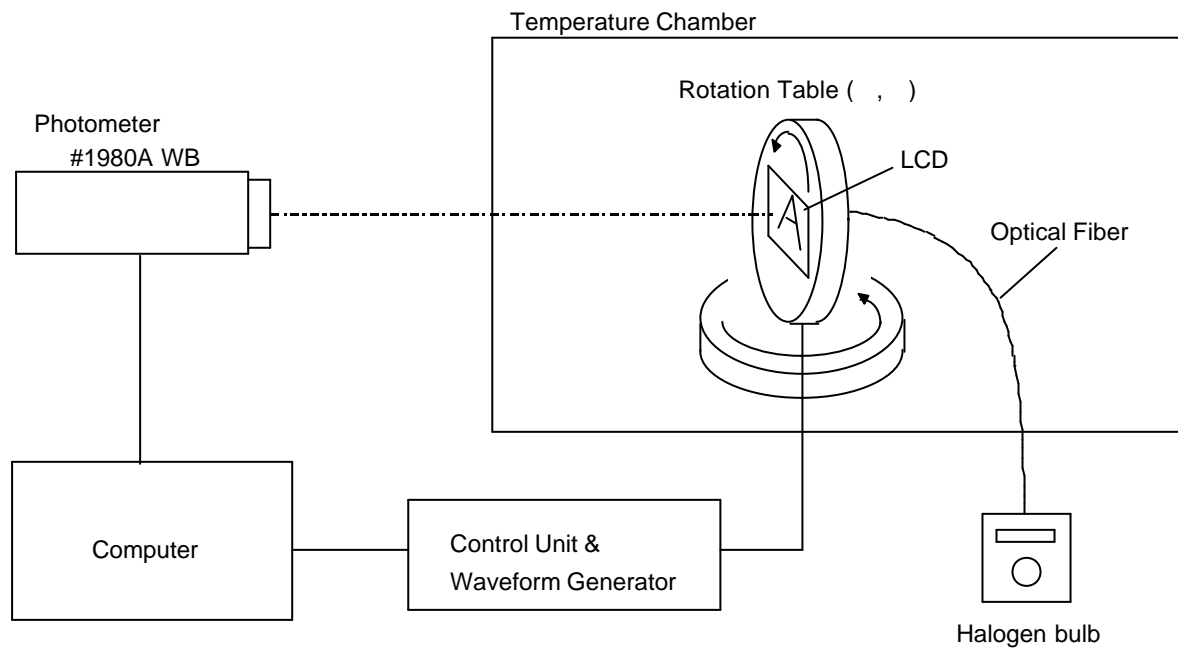 Temperature Chamber
Rotation Table ( , )
Photometer
#1980A WB
LCD
A
Optical Fiber
Computer
Control Unit &
Waveform Generator
Halogen bulb